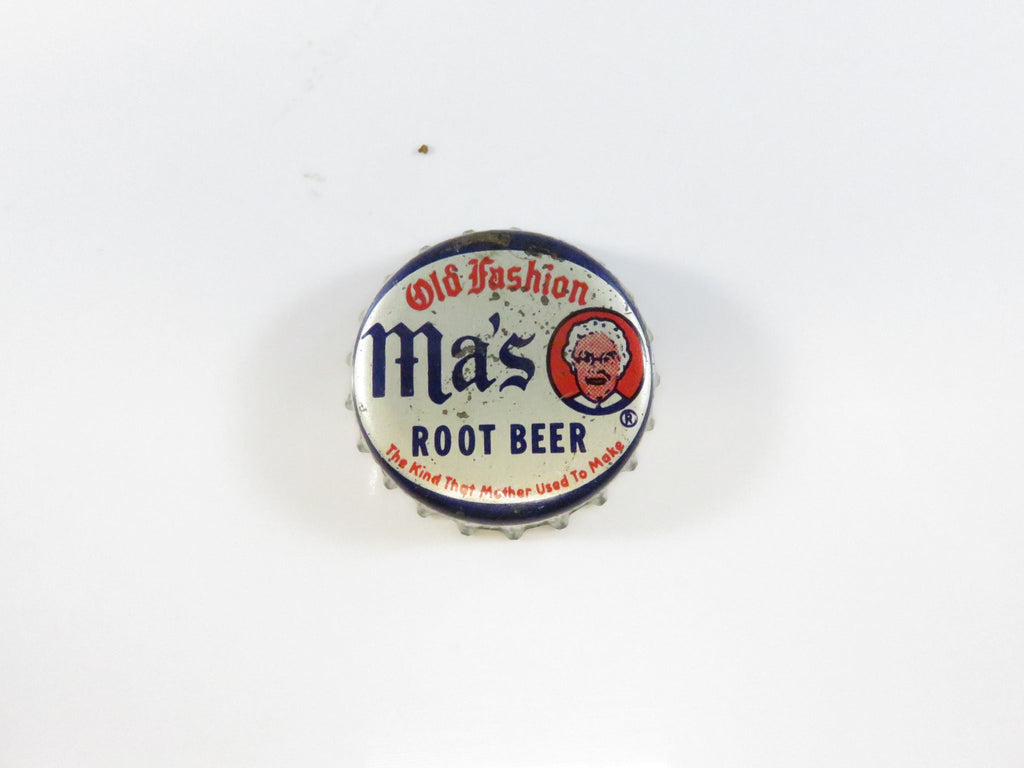 Old Fashion
Ma's
®
ROOT BEER
The Kind That Mother Used To Make